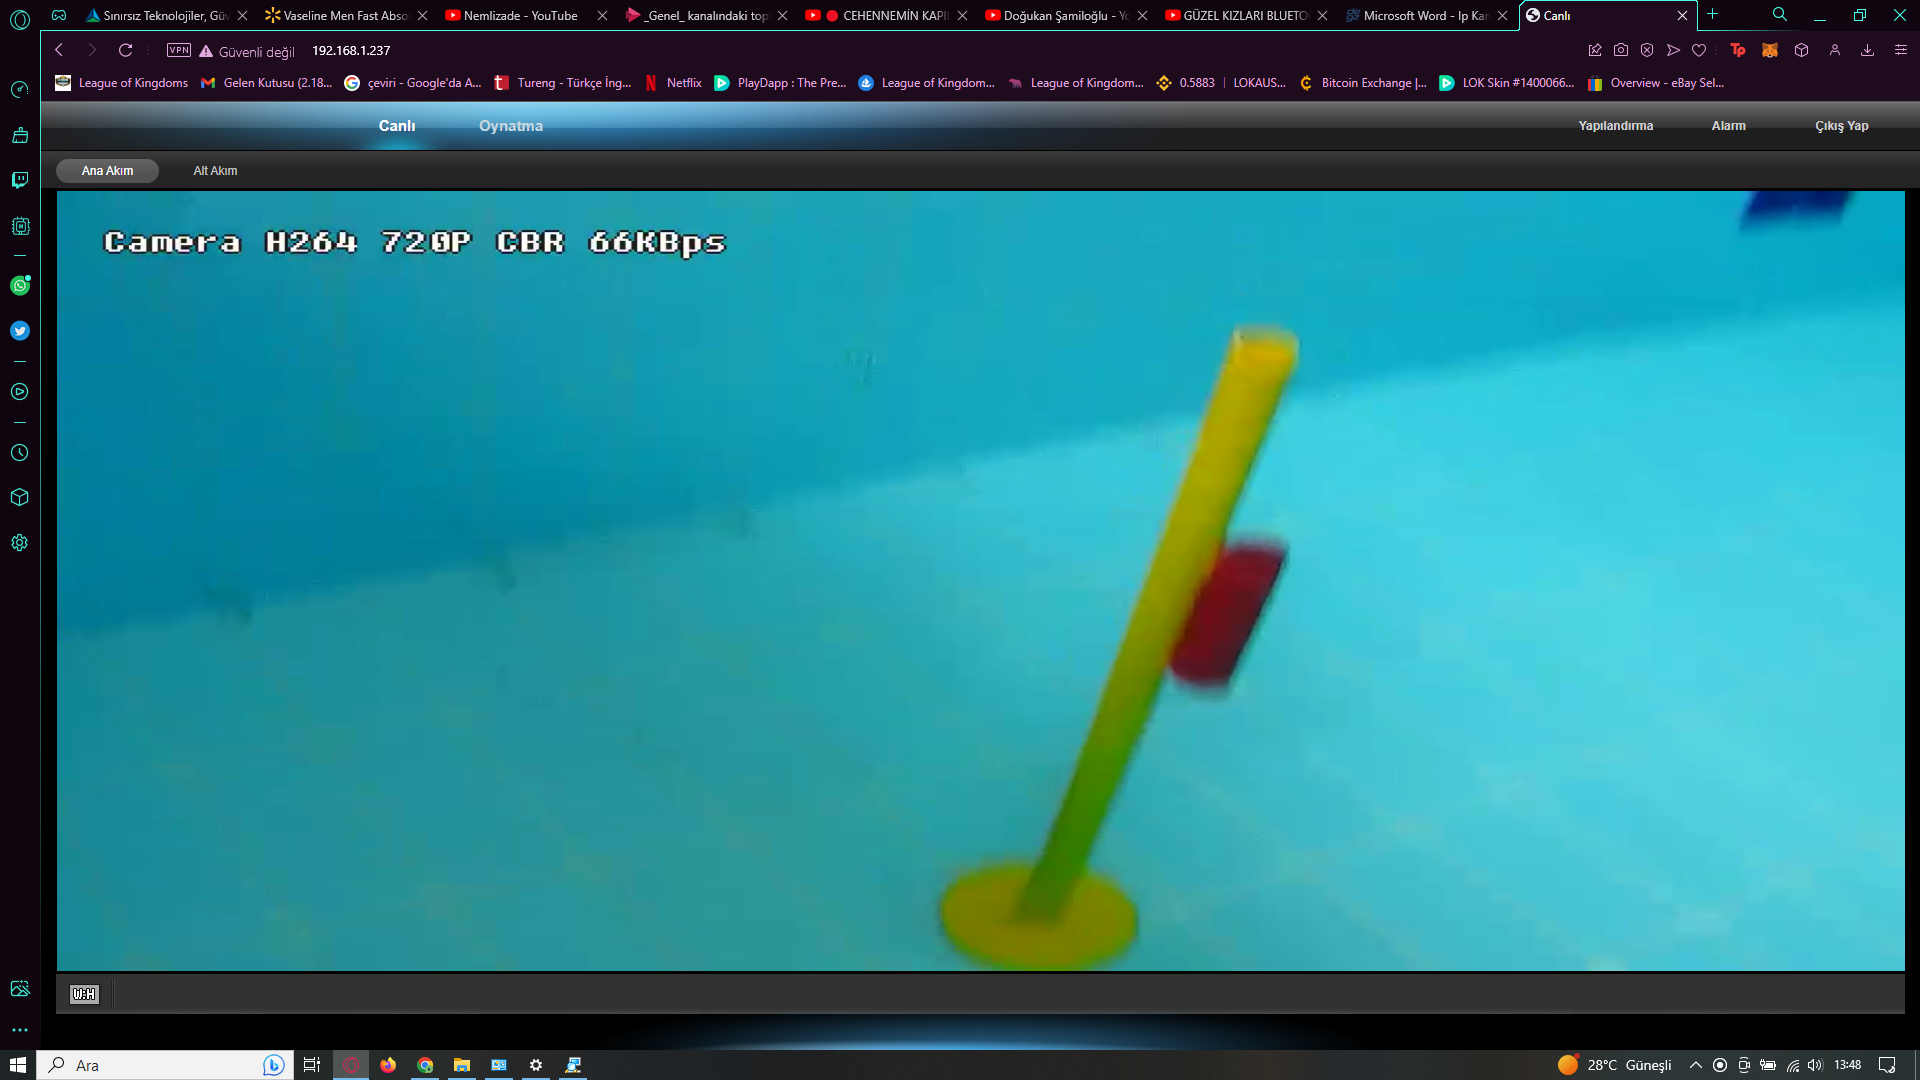 Sınırsız Teknolojiler, Güv
Vaseline Men Fast Abso
Nemlizade - YouTube
_Genel_ kanalındaki top
CEHENNEMİN KAPI
Doğukan Şamiloğlu - Yo
GÜZEL KIZLARI BLUETO
Microsoft Word - Ip Kam
Canlı
VPN
Güvenli değil
192.168.1.237
League of Kingdoms
Gelen Kutusu (2.18...
çeviri - Google'da A...
Tureng - Türkçe İng...
Netflix
PlayDapp : The Pre...
League of Kingdom...
League of Kingdom...
0.5883 | LOKAUS...
Bitcoin Exchange |...
LOK Skin #1400066...
Overview - eBay Sel...
Canlı
Oynatma
Yapılandırma
Alarm
Çıkış Yap
Ana Akım
Alt Akım
Camera H264 720P CBR 66KBps
W:H
Ara
28°C Güneşli
13:48